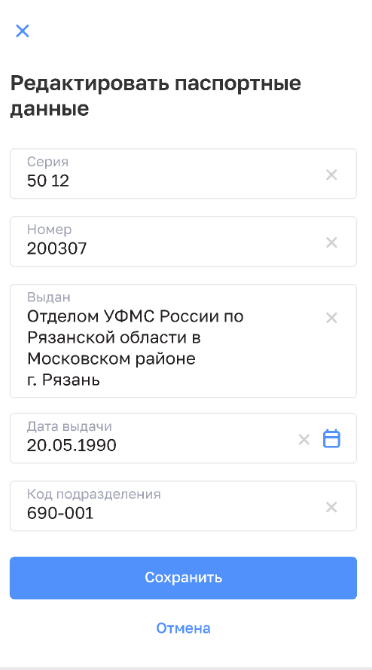 Редактировать паспортные
данные
Серия
50 12
Номер
200307
Выдан
Отделом УФМС России по
Рязанской области в
Московском районе
г. Рязань
Дата выдачи
20.05.1990
Код подразделения
690-001
Сохранить
Отмена